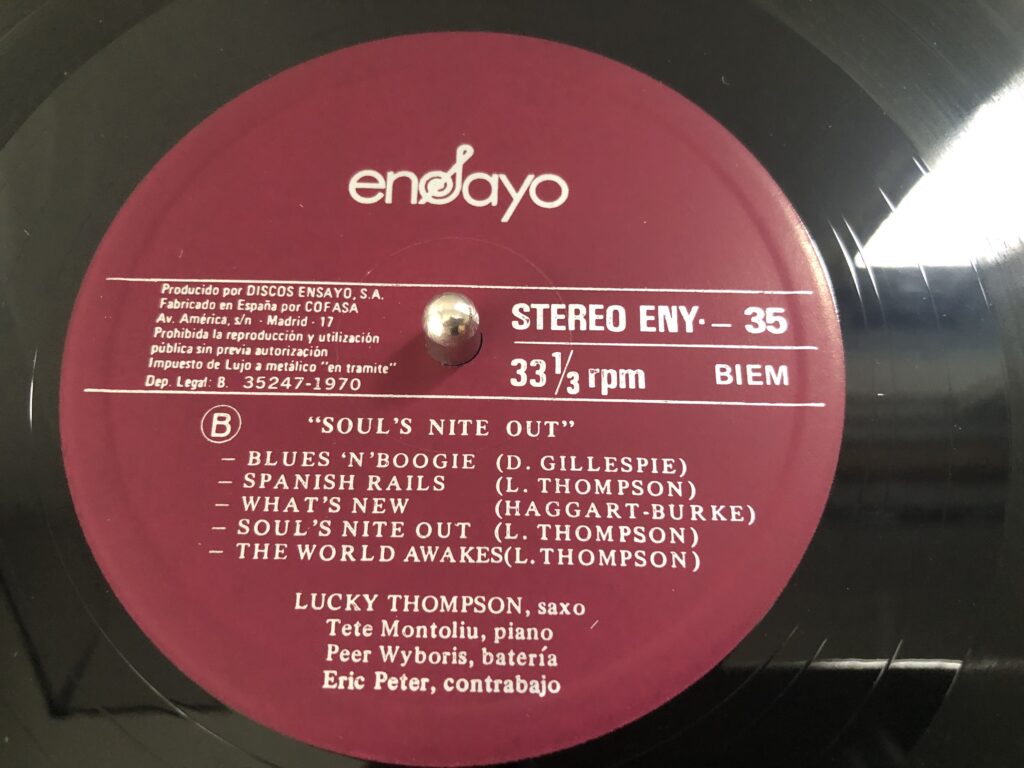 ensayo
Producido por DISCOS ENSAYO, S.A.
Fabricado en España por COFASA
Av. América, s/n - Madrid - 17
Prohibida la reproducción y utilización
pública sin previa autorización
Impuesto de Lujo a metálico "en tramite"
Dep. Legal: B. 35247-1970
STEREO ENY·– 35
33 1/3 rpm BIEM
B "SOUL'S NITE OUT"
– BLUES 'N'BOOGIE (D. GILLESPIE)
– SPANISH RAILS (L. THOMPSON)
– WHAT'S NEW (HAGGART-BURKE)
– SOUL'S NITE OUT (L. THOMPSON)
– THE WORLD AWAKES(L. THOMPSON)
LUCKY THOMPSON, saxo
Tete Montoliu, piano
Peer Wyboris, batería
Eric Peter, contrabajo